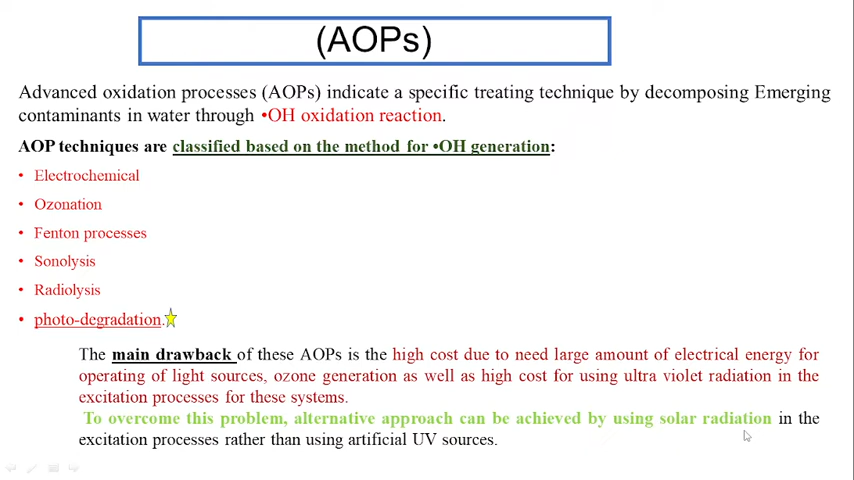 (AOPs)
Advanced oxidation processes (AOPs) indicate a specific treating technique by decomposing Emerging
contaminants in water through •OH oxidation reaction.
AOP techniques are classified based on the method for •OH generation:
• Electrochemical
• Ozonation
• Fenton processes
• Sonolysis
• Radiolysis
• photo-degradation.
The main drawback of these AOPs is the high cost due to need large amount of electrical energy for
operating of light sources, ozone generation as well as high cost for using ultra violet radiation in the
excitation processes for these systems.
To overcome this problem, alternative approach can be achieved by using solar radiation in the
excitation processes rather than using artificial UV sources.